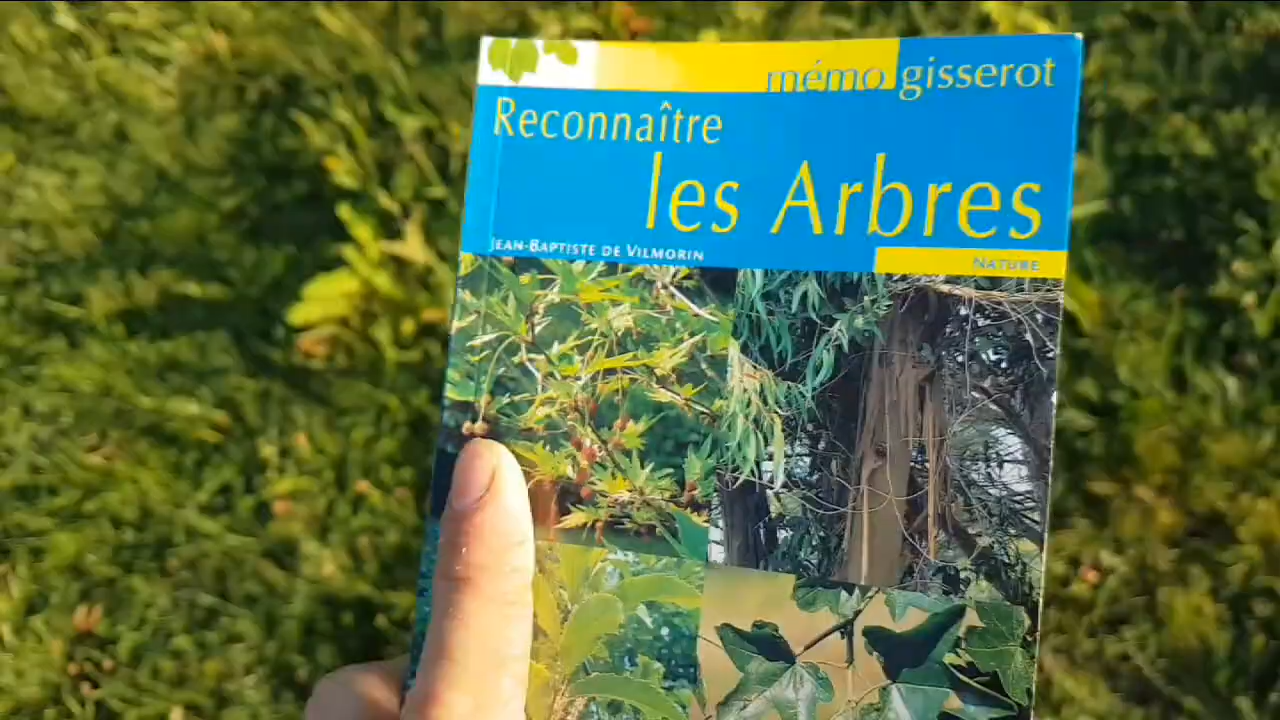 mémo gisserot
Reconnaître
les Arbres
Jean-Baptiste de Vilmorin
Nature